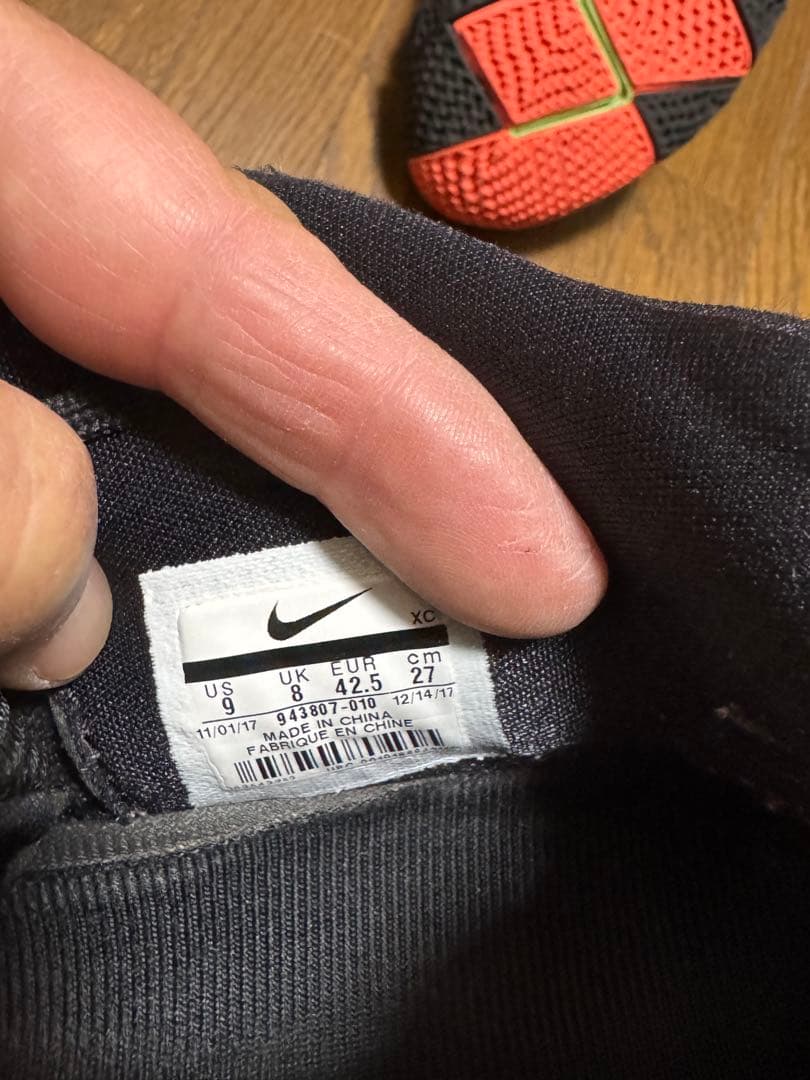 XC
US UK EUR cm
9 8 42.5 27
11/01/17 943807-010 12/14/17
MADE IN CHINA
FABRIQUE EN CHINE